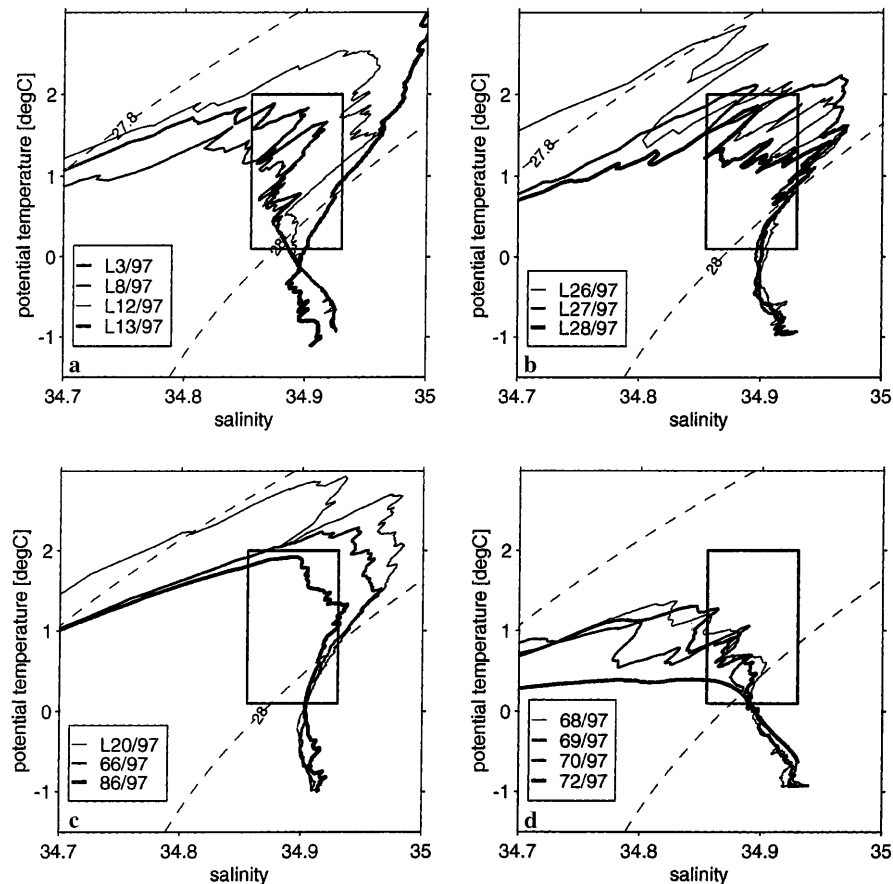 potential temperature [degC]
2
1
0
-1
27.8
28
L3/97
L8/97
L12/97
L13/97
a
34.7
34.8
34.9
35
salinity
potential temperature [degC]
2
1
0
-1
27.8
28
L26/97
L27/97
L28/97
b
34.7
34.8
34.9
35
salinity
potential temperature [degC]
2
1
0
-1
28
L20/97
66/97
86/97
c
34.7
34.8
34.9
35
salinity
potential temperature [degC]
2
1
0
-1
68/97
69/97
70/97
72/97
d
34.7
34.8
34.9
35
salinity